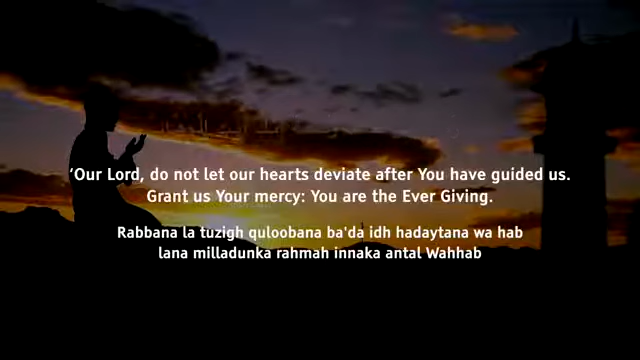 ‘Our Lord, do not let our hearts deviate after You have guided us.
Grant us Your mercy: You are the Ever Giving.
Rabbana la tuzigh quloobana ba'da idh hadaytana wa hab
lana milladunka rahmah innaka antal Wahhab